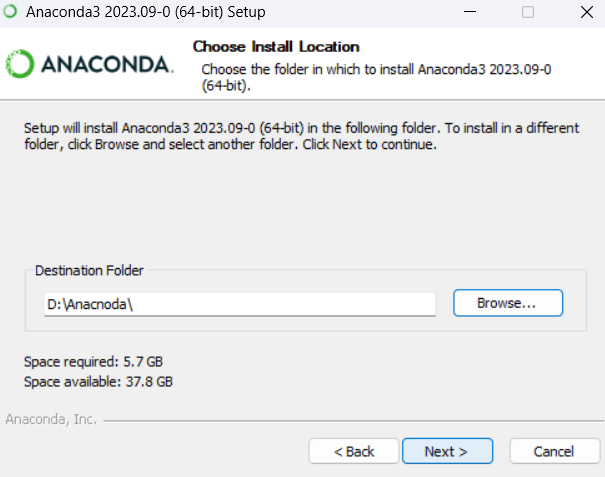 Anaconda3 2023.09-0 (64-bit) Setup
ANACONDA.
Choose Install Location
Choose the folder in which to install Anaconda3 2023.09-0
(64-bit).
Setup will install Anaconda3 2023.09-0 (64-bit) in the following folder. To install in a different
folder, click Browse and select another folder. Click Next to continue.
Destination Folder
D:\Anacnoda\
Browse...
Space required: 5.7 GB
Space available: 37.8 GB
Anaconda, Inc.
< Back
Next >
Cancel